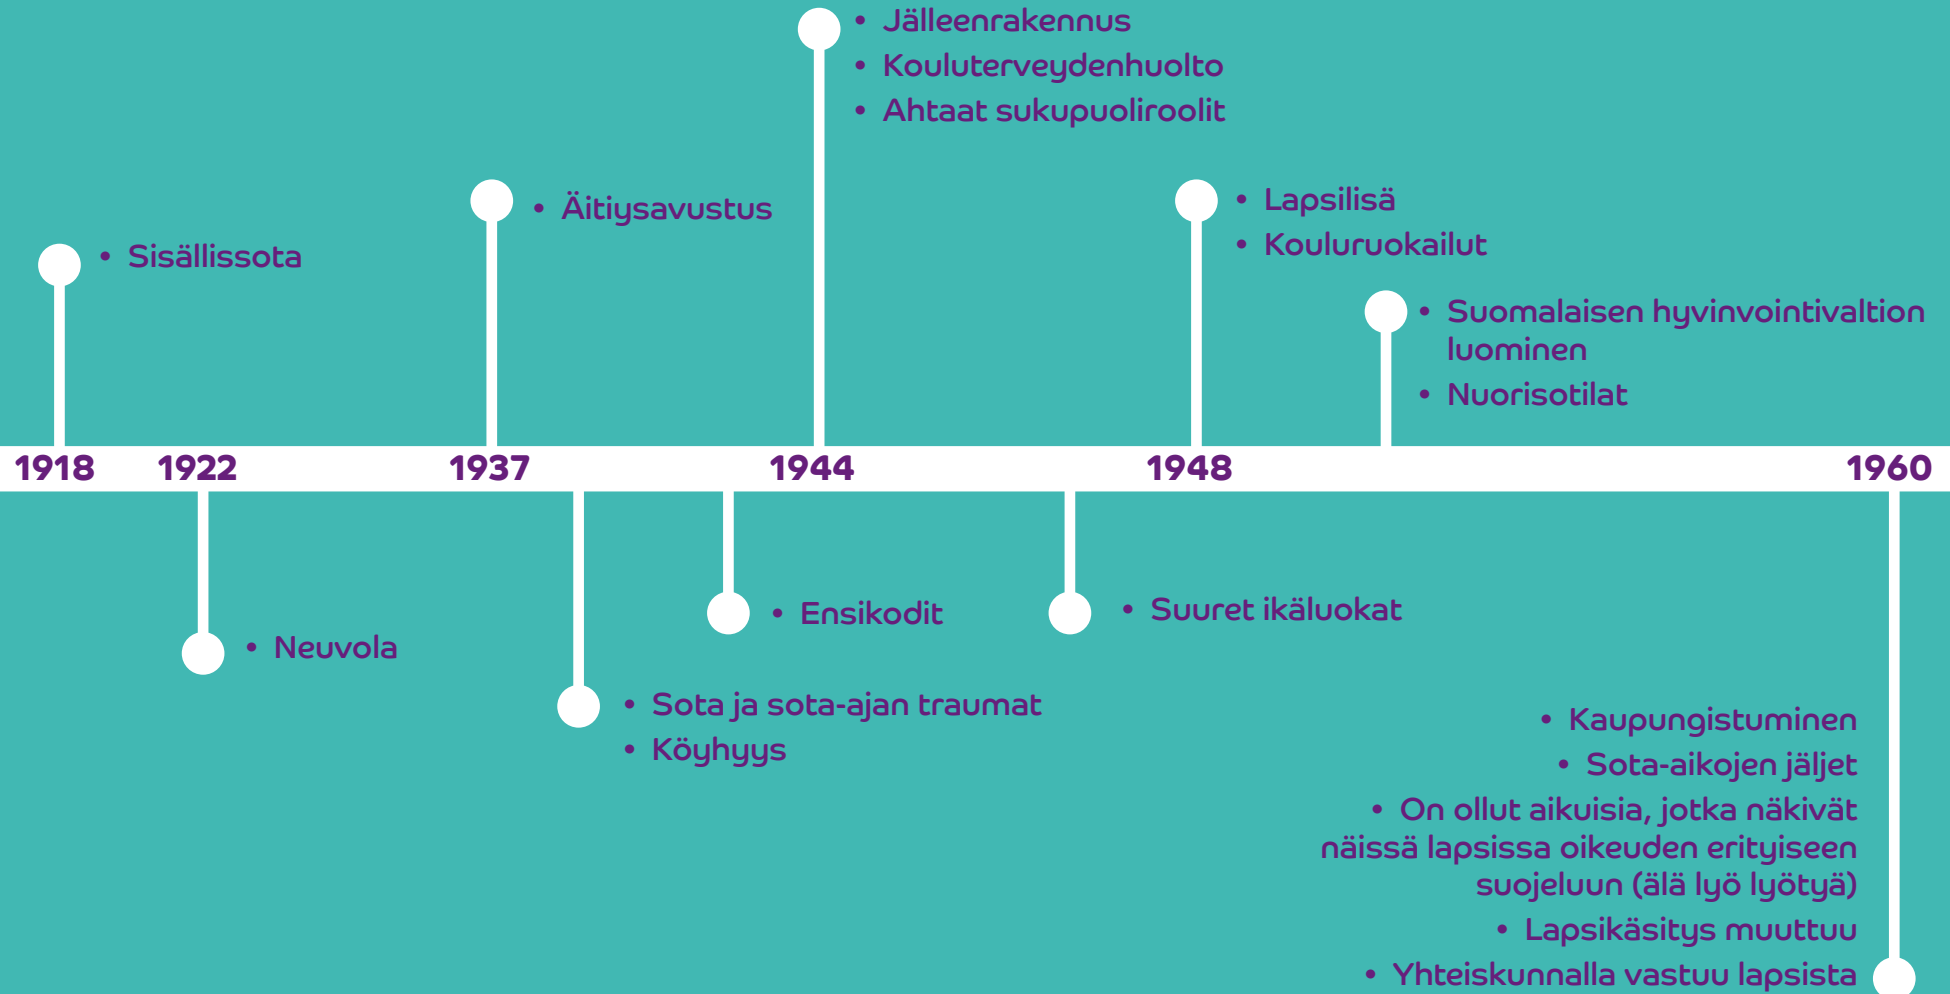 • Jälleenrakennus
• Kouluterveydenhuolto
• Ahtaat sukupuoliroolit
• Äitiysavustus
• Lapsilisä
• Kouluruokailut
• Sisällissota
• Suomalaisen hyvinvointivaltion
luominen
• Nuorisotilat
1918 1922 1937 1944 1948 1960
• Neuvola
• Ensikodit
• Suuret ikäluokat
• Sota ja sota-ajan traumat
• Köyhyys
• Kaupungistuminen
• Sota-aikojen jäljet
• On ollut aikuisia, jotka näkivät
näissä lapsissa oikeuden erityiseen
suojeluun (älä lyö lyötyä)
• Lapsikäsitys muuttuu
• Yhteiskunnalla vastuu lapsista